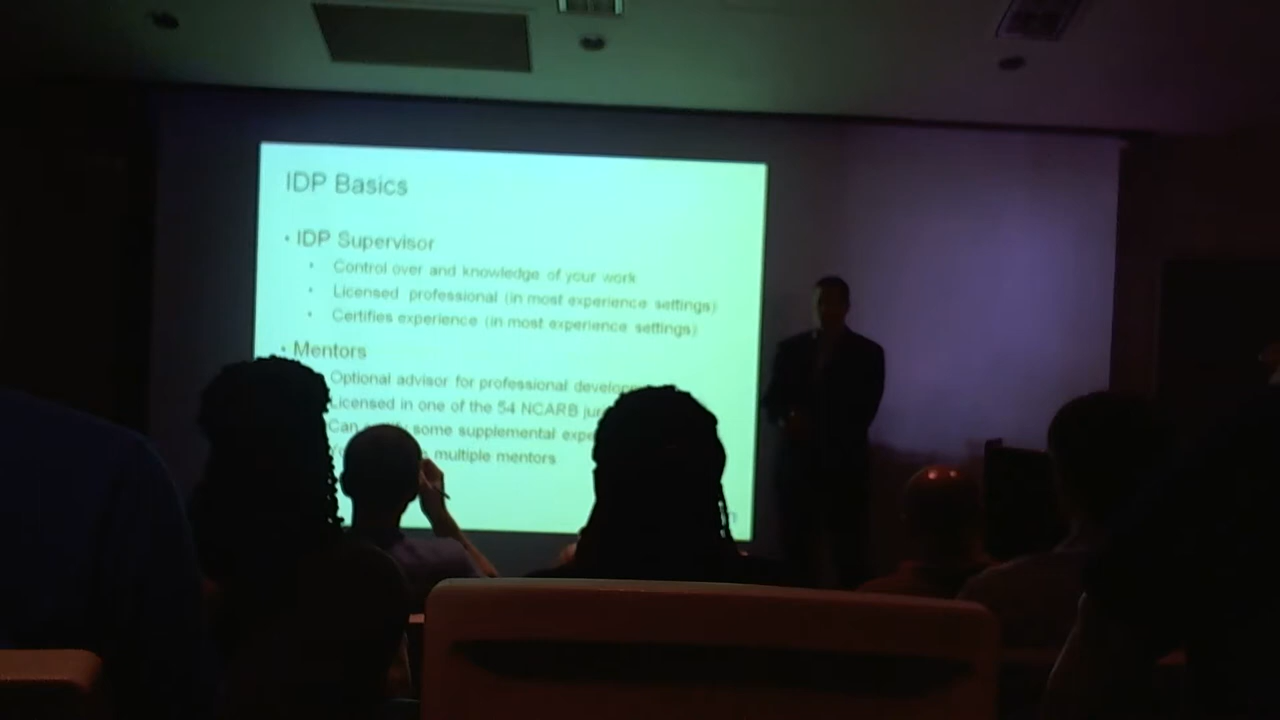 IDP Basics
• IDP Supervisor
• Control over and knowledge of your work
• Licensed professional (in most experience settings)
• Certifies experience (in most experience settings)
• Mentors
Optional advisor for professional
Licensed in one of the 54 NCARB
Can some supplemental
multiple mentors